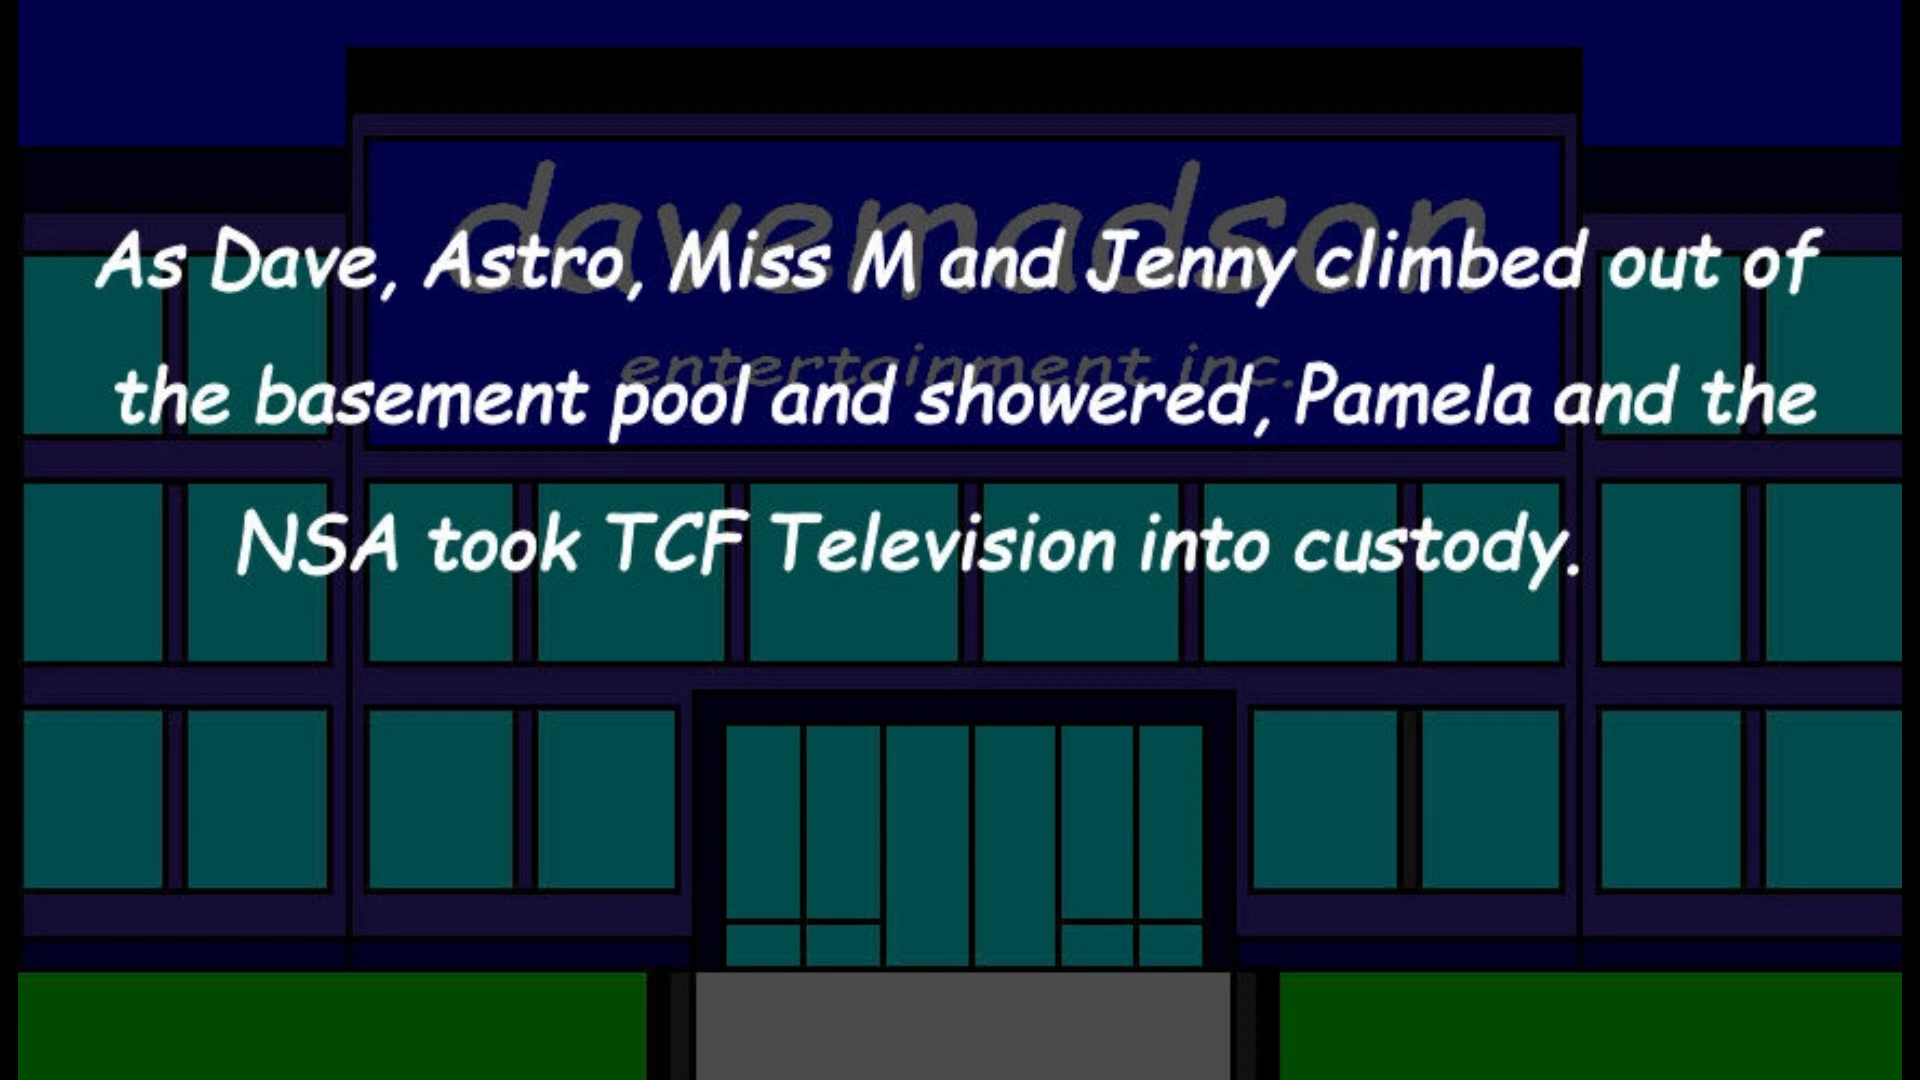 davemadson
entertainment inc.
As Dave, Astro, Miss M and Jenny climbed out of
the basement pool and showered, Pamela and the
NSA took TCF Television into custody.